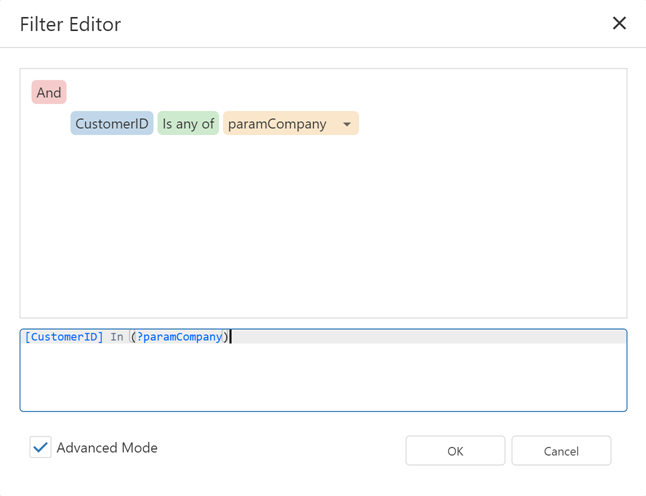 Filter Editor
And
CustomerID Is any of paramCompany
[CustomerID] In (?paramCompany)
Advanced Mode
OK
Cancel